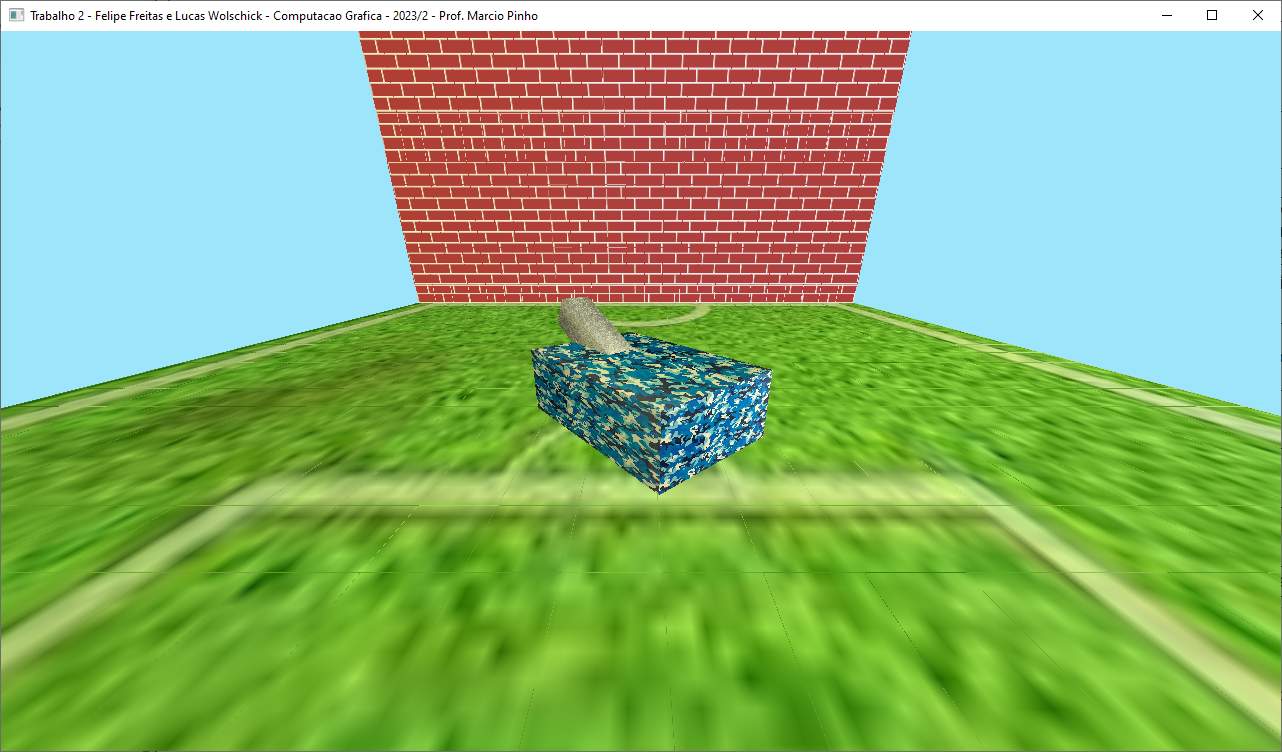 Trabalho 2 - Felipe Freitas e Lucas Wolschick - Computacao Grafica - 2023/2 - Prof. Marcio Pinho